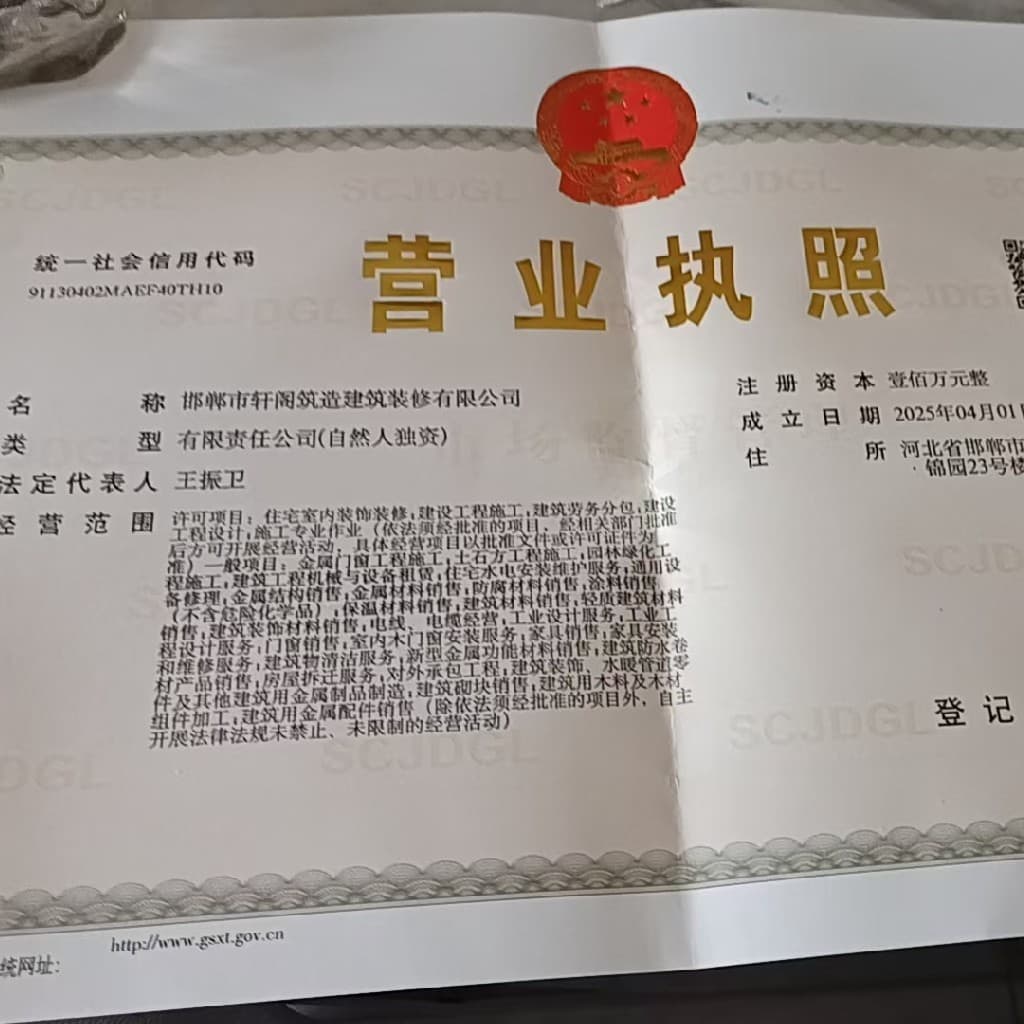 营业执照
统一社会信用代码
91130402MAEF40TH10
名 称 邯郸市轩阁筑造建筑装修有限公司
类 型 有限责任公司(自然人独资)
法定代表人 王振卫
经营范围 许可项目：住宅室内装饰装修；建设工程施工；建筑劳务分包；建设
工程设计；施工专业作业（依法须经批准的项目，经相关部门批准
后方可开展经营活动，具体经营项目以批准文件或许可证件为
准）一般项目：金属门窗工程施工；土石方工程施工；园林绿化工
程施工；建筑工程机械与设备租赁；住宅水电安装维护服务；通用设
备修理；金属结构销售；金属材料销售；防腐材料销售；涂料销售
（不含危险化学品）；保温材料销售；建筑材料销售；轻质建筑材料
销售；建筑装饰材料销售；电线、电缆经营；工业设计服务；工业工
程设计服务；门窗销售；室内木门窗安装服务；家具销售；家具安装
和维修服务；建筑物清洁服务；新型金属功能材料销售；建筑防水卷
材产品销售；房屋拆迁服务；对外承包工程；建筑装饰、水暖管道零
件及其他建筑用金属制品制造；建筑砌块销售；建筑用木料及木材
组件加工；建筑用金属配件销售（除依法须经批准的项目外，自主
开展法律法规未禁止、未限制的经营活动）
注册资本 壹佰万元整
成立日期 2025年04月01日
住 所 河北省邯郸市
锦园23号楼
登记
统网址：
http://www.gsxt.gov.cn
SCJDGL